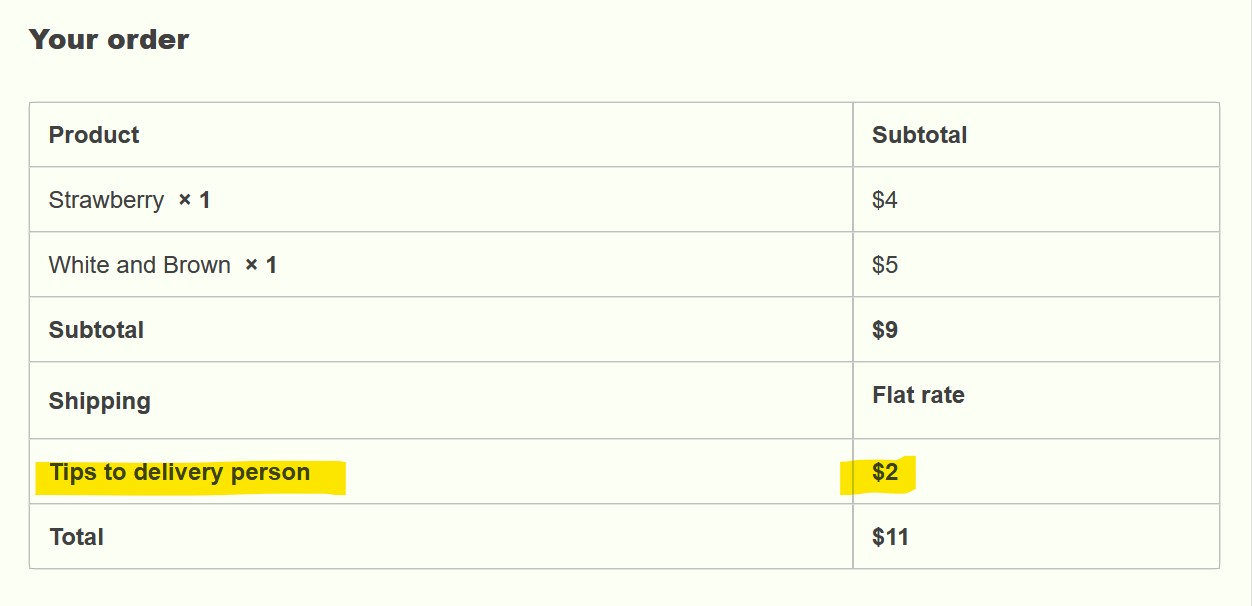 Your order
Product Subtotal
Strawberry × 1 $4
White and Brown × 1 $5
Subtotal $9
Shipping Flat rate
Tips to delivery person $2
Total $11